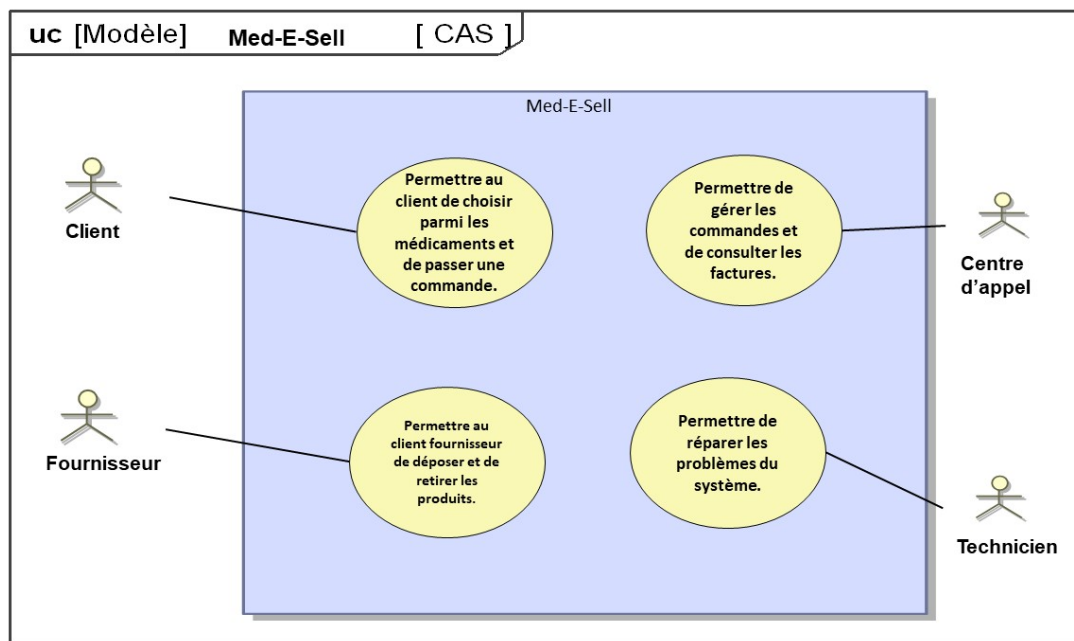 uc [Modèle] Med-E-Sell [ CAS ]
Med-E-Sell
Client
Permettre au
client de choisir
parmi les
médicaments et
de passer une
commande.
Permettre de
gérer les
commandes et
de consulter les
factures.
Centre
d’appel
Fournisseur
Permettre au
client fournisseur
de déposer et de
retirer les
produits.
Permettre de
réparer les
problèmes du
système.
Technicien